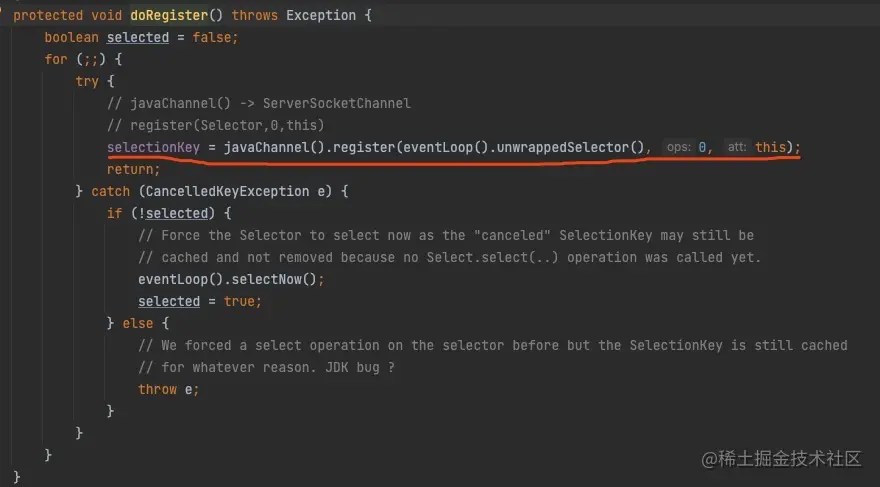 protected void doRegister() throws Exception {
boolean selected = false;
for (;;) {
try {
// javaChannel() -> ServerSocketChannel
// register(Selector,0,this)
selectionKey = javaChannel().register(eventLoop().unwrappedSelector(), ops: 0, att: this);
return;
} catch (CancelledKeyException e) {
if (!selected) {
// Force the Selector to select now as the "canceled" SelectionKey may still be
// cached and not removed because no Select.select(..) operation was called yet.
eventLoop().selectNow();
selected = true;
} else {
// We forced a select operation on the selector before but the SelectionKey is still cached
// for whatever reason. JDK bug ?
throw e;
}
}
}
}
@稀土掘金技术社区